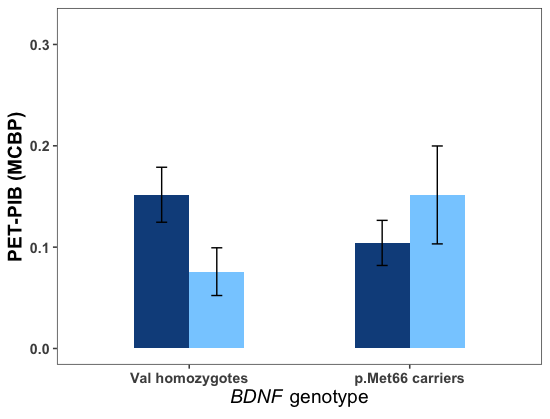 PET-PIB (MCBP)
0.3
0.2
0.1
0.0
Val homozygotes
p.Met66 carriers
BDNF genotype